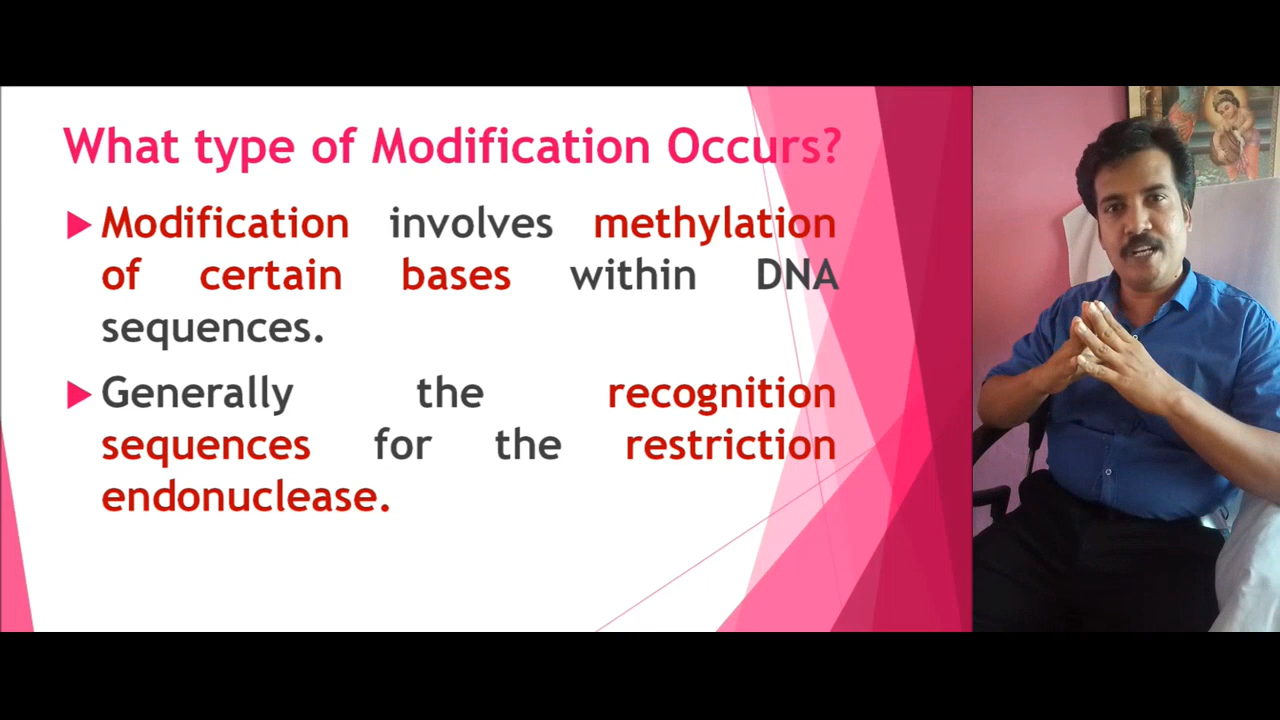 What type of Modification Occurs?
Modification involves methylation
of certain bases within DNA
sequences.
Generally the recognition
sequences for the restriction
endonuclease.